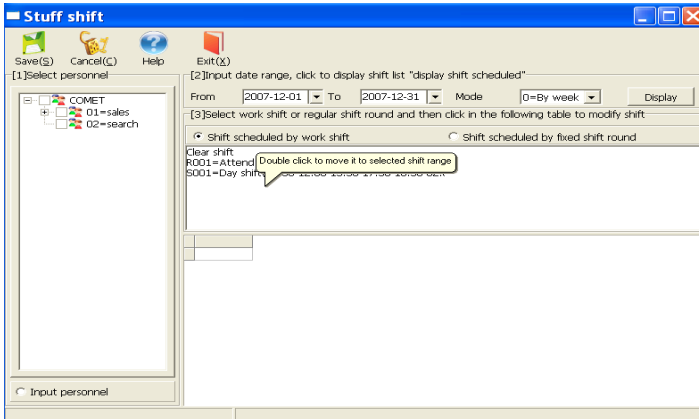 Stuff shift
Save(S) Cancel(C) Help Exit(X)
[1]Select personnel
COMET
01=sales
02=search
Input personnel
[2]Input date range, click to display shift list "display shift scheduled"
From 2007-12-01 To 2007-12-31 Mode 0=By week Display
[3]Select work shift or regular shift round and then click in the following table to modify shift
Shift scheduled by work shift Shift scheduled by fixed shift round
Clear shift
R001=Attend
Double click to move it to selected shift range
S001=Day shift